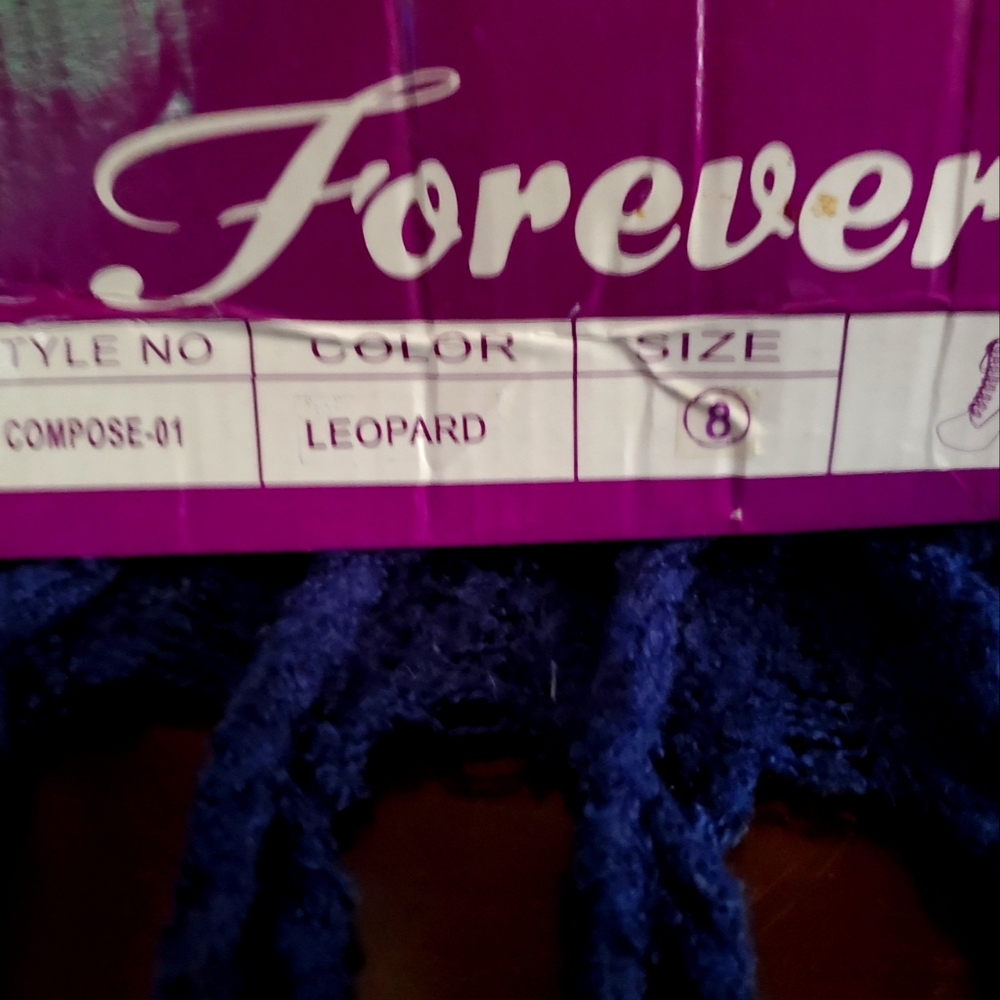 Forever
TYLE NO COLOR SIZE
COMPOSE-01 LEOPARD 8